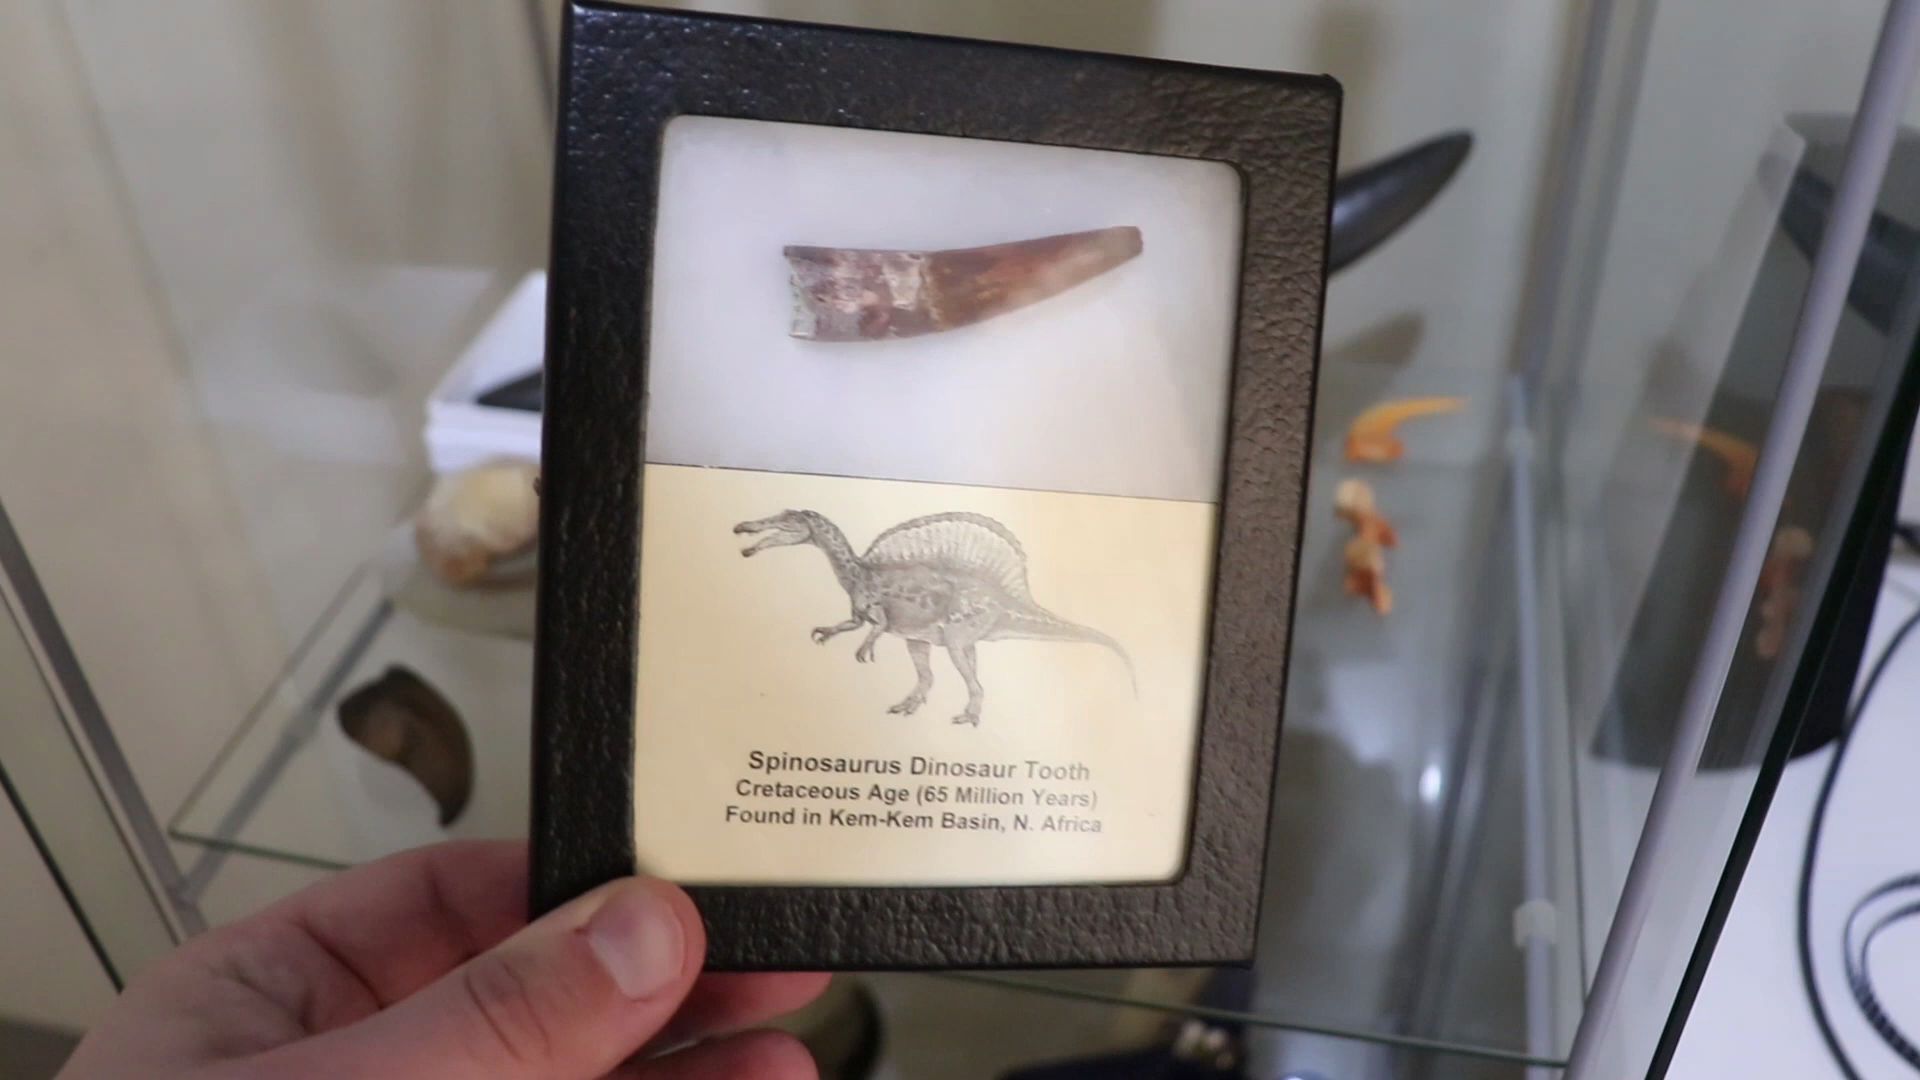 Spinosaurus Dinosaur Tooth
Cretaceous Age (65 Million Years)
Found in Kem-Kem Basin, N. Africa